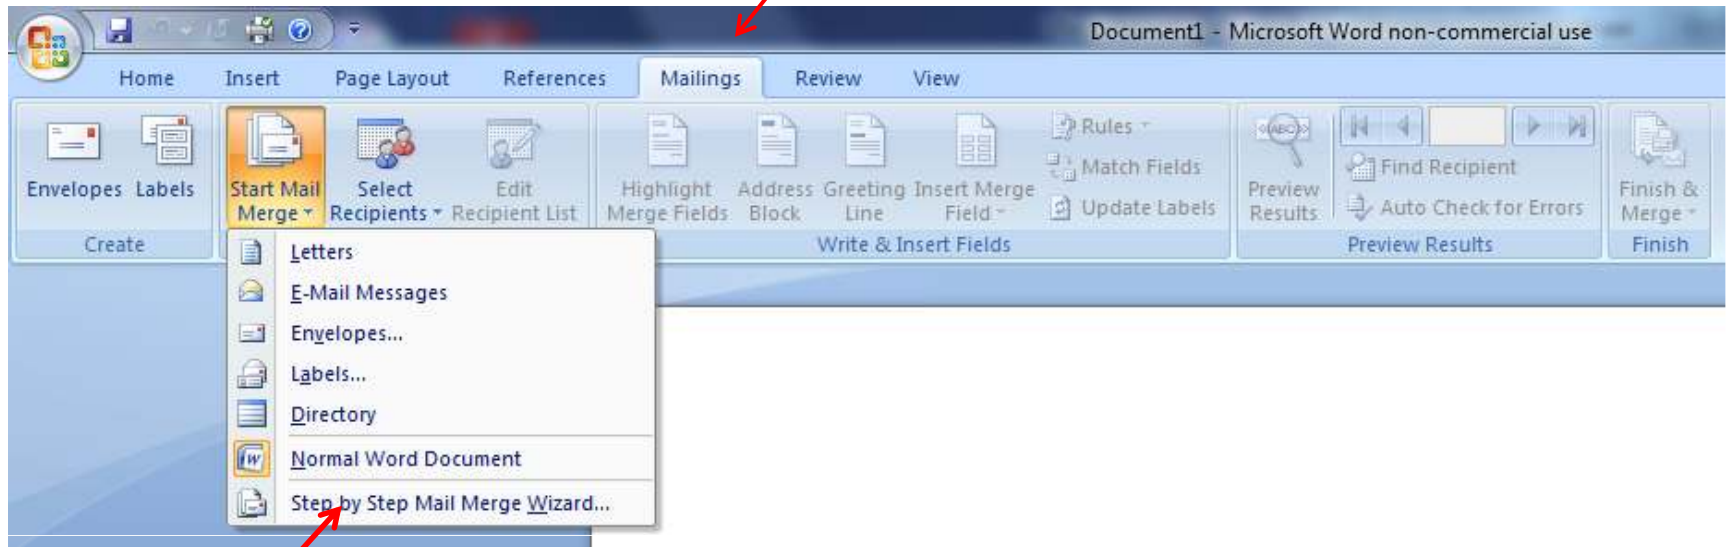 Document1 - Microsoft Word non-commercial use
Home Insert Page Layout References Mailings Review View
Envelopes Labels
Start Mail Merge
Select Recipients
Edit Recipient List
Highlight Merge Fields
Address Block
Greeting Line
Insert Merge Field
Rules
Match Fields
Update Labels
«ABC»
Preview Results
Find Recipient
Auto Check for Errors
Finish & Merge
Create
Write & Insert Fields
Preview Results
Finish
Letters
E-Mail Messages
Envelopes...
Labels...
Directory
Normal Word Document
Step by Step Mail Merge Wizard...